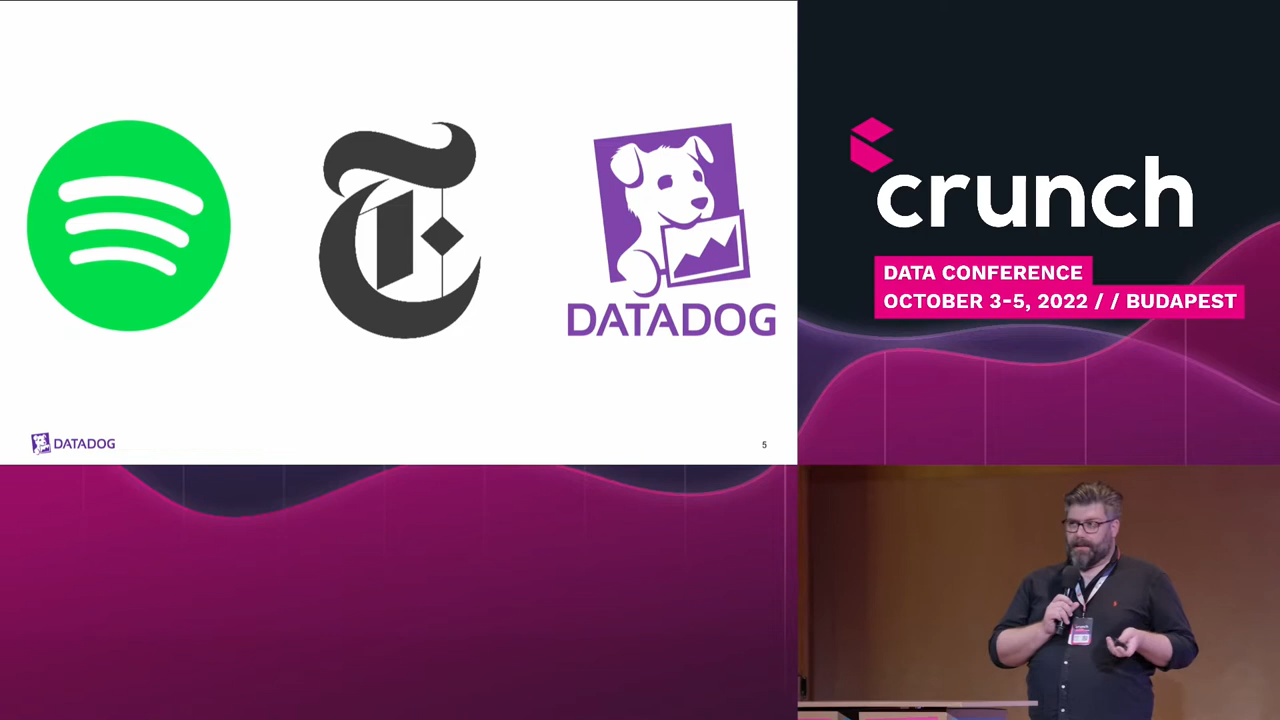 DATADOG
DATADOG
5
crunch
DATA CONFERENCE
OCTOBER 3-5, 2022 // BUDAPEST